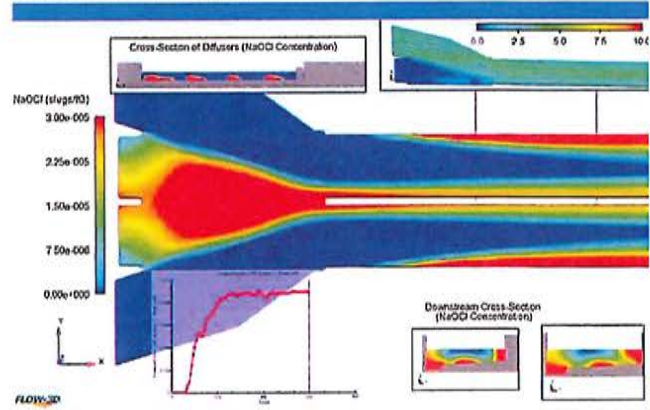 Cross-Section of Diffusers (NaOCl Concentration)
0.0 2.5 5.0 7.5 10.0
NaOCl (slugs/ft3)
3.00e-005
2.25e-005
1.50e-005
7.50e-006
0.00e+000
Downstream Cross-Section
(NaOCl Concentration)
Y
X
FLOW-3D